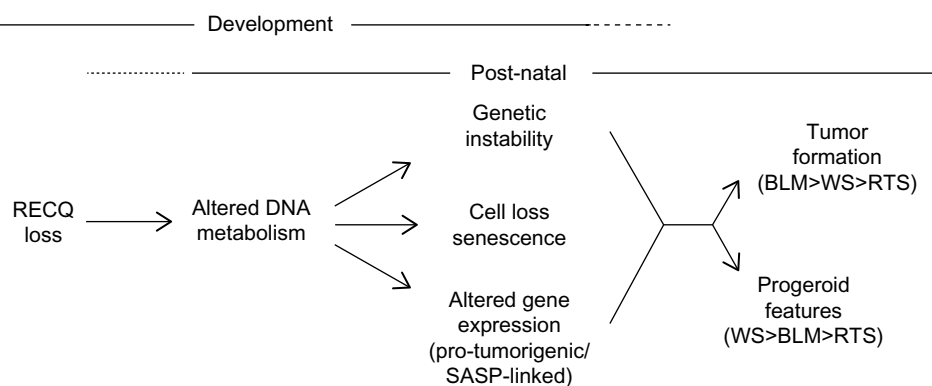 Development
Post-natal
Genetic
instability
Tumor
formation
(BLM>WS>RTS)
RECQ
loss
Altered DNA
metabolism
Cell loss
senescence
Altered gene
expression
(pro-tumorigenic/
SASP-linked)
Progeroid
features
(WS>BLM>RTS)